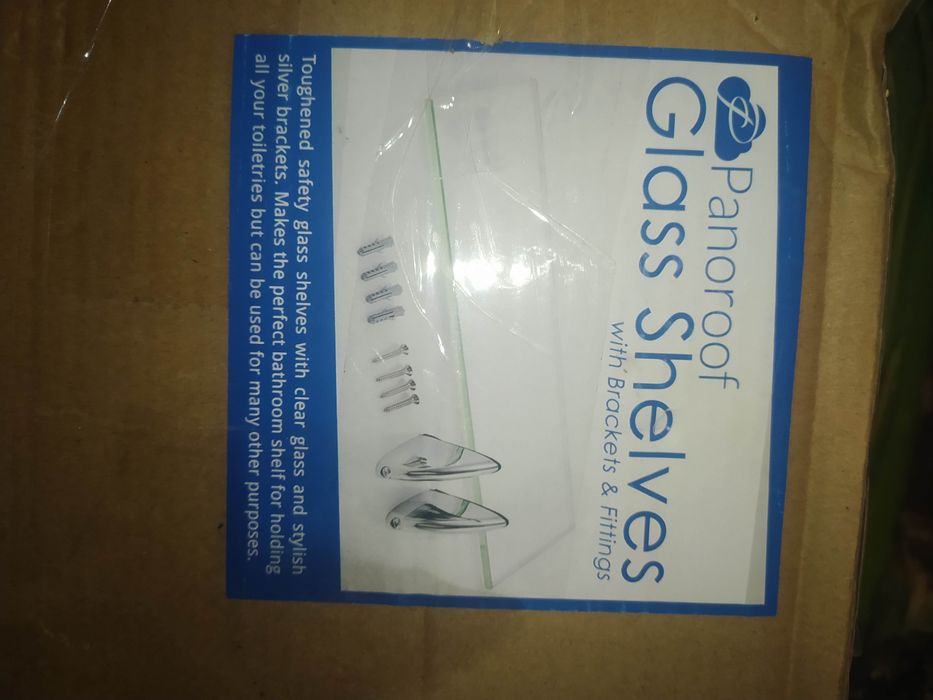 Panoroof
Glass Shelves
with Brackets & Fittings
Toughened safety glass shelves with clear glass and stylish
silver brackets. Makes the perfect bathroom shelf for holding
all your toiletries but can be used for many other purposes.